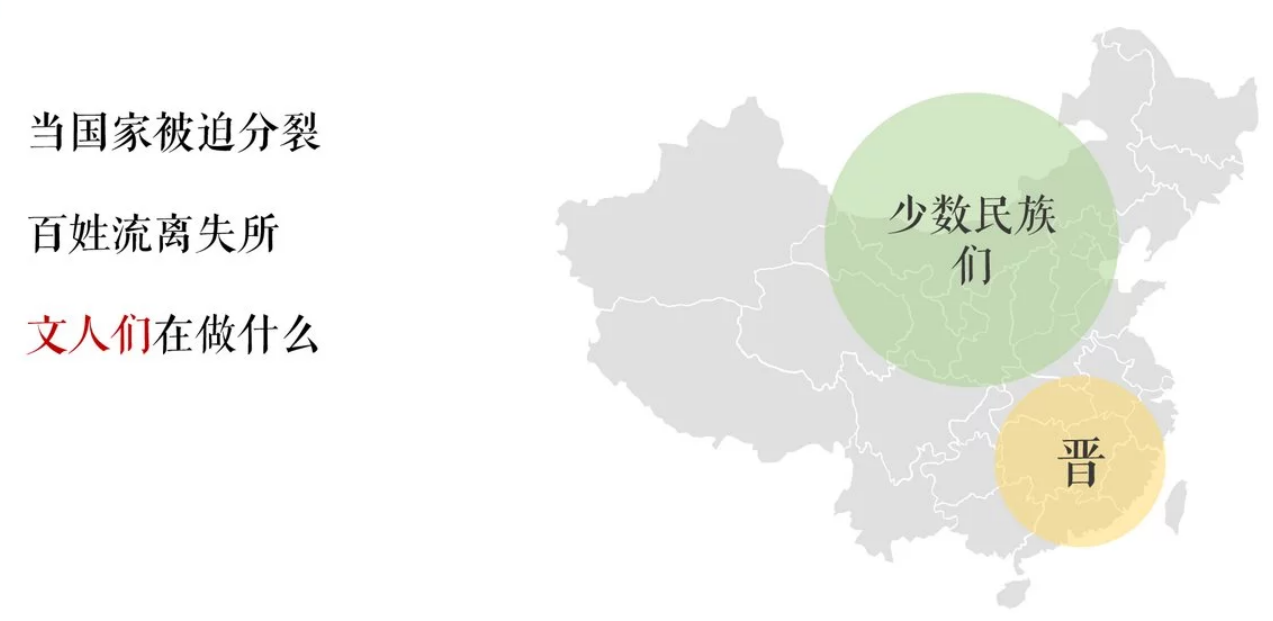 当国家被迫分裂
百姓流离失所
文人们在做什么
少数民族
们
晋